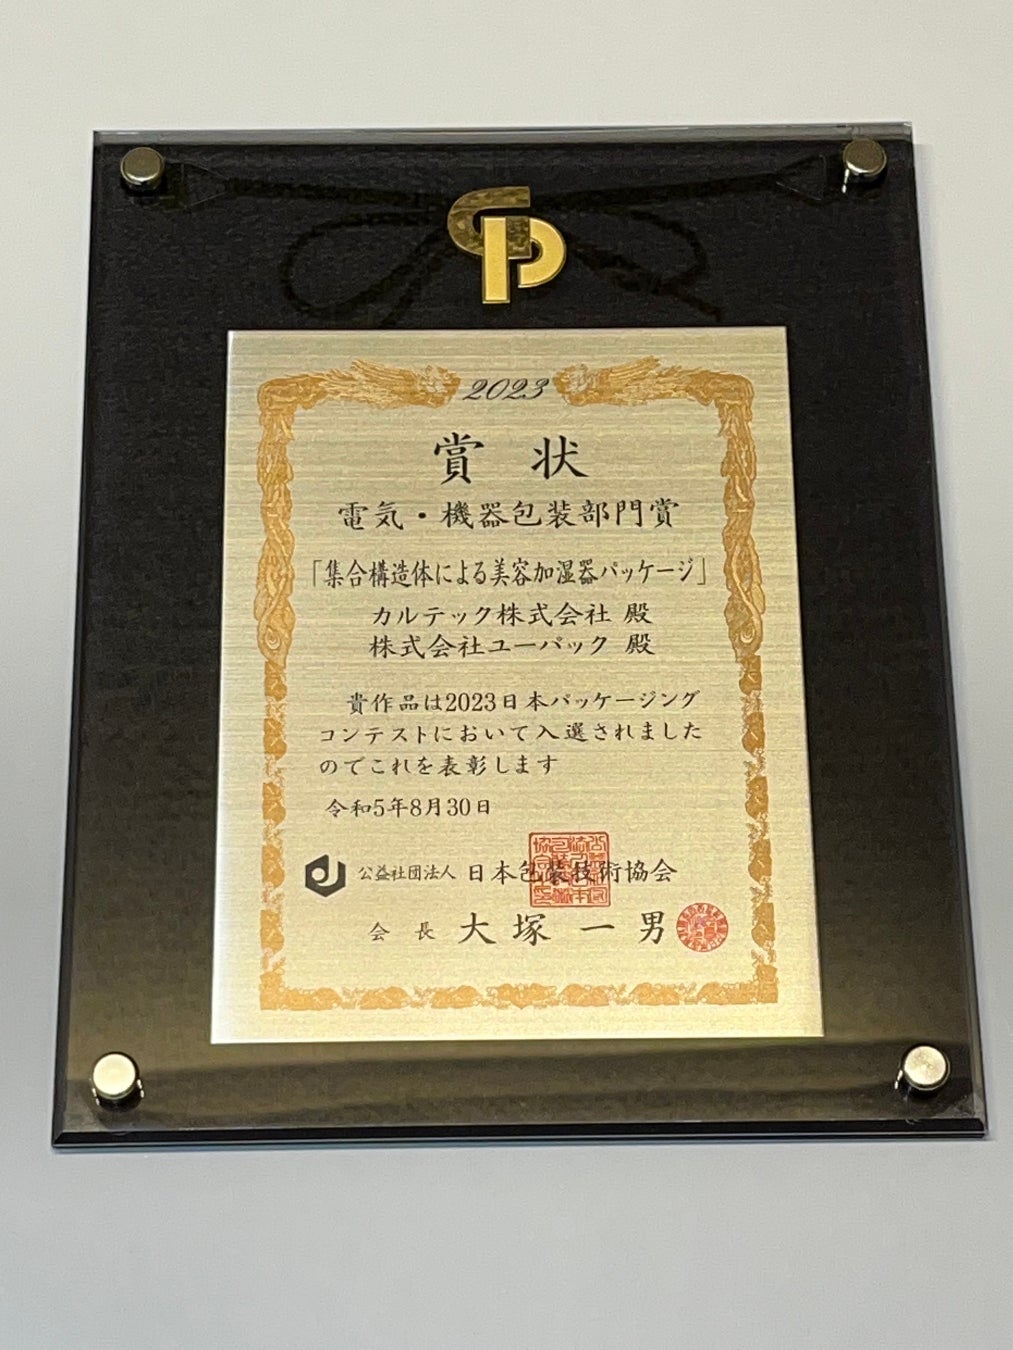 2023
賞状
電気・機器包装部門賞
「集合構造体による美容加湿器パッケージ」
カルテック株式会社 殿
株式会社ユーパック 殿
貴作品は2023日本パッケージング
コンテストにおいて入選されました
のでこれを表彰します
令和5年8月30日
公益社団法人 日本包装技術協会
会長 大塚一男